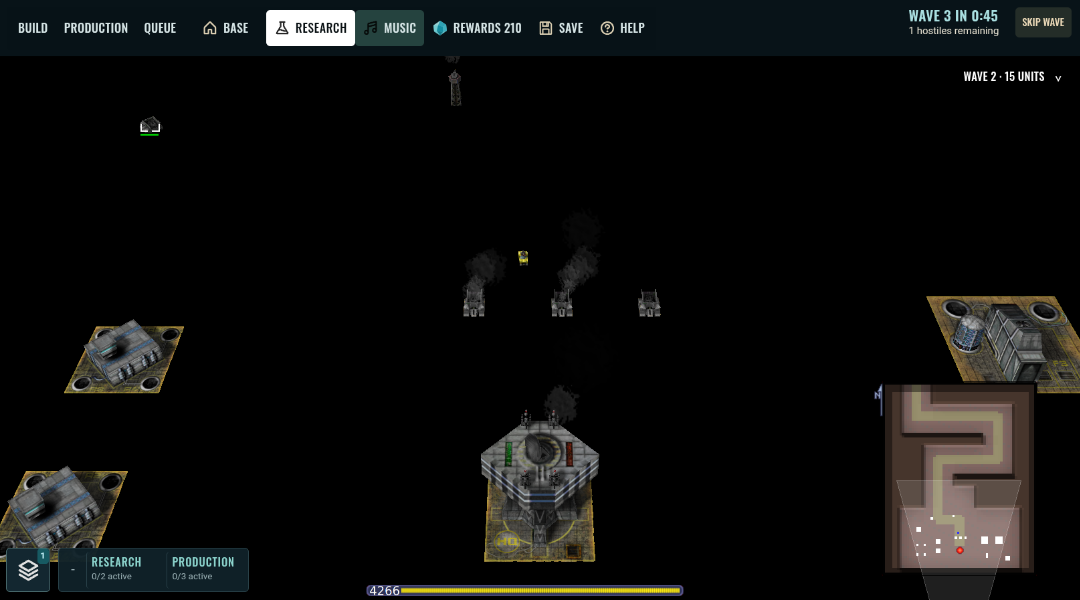 BUILD
PRODUCTION
QUEUE
BASE
RESEARCH
MUSIC
REWARDS 210
SAVE
HELP
WAVE 3 IN 0:45
1 hostiles remaining
SKIP WAVE
WAVE 2 · 15 UNITS
v
N
HQ
1
-
RESEARCH
0/2 active
PRODUCTION
0/3 active
4266